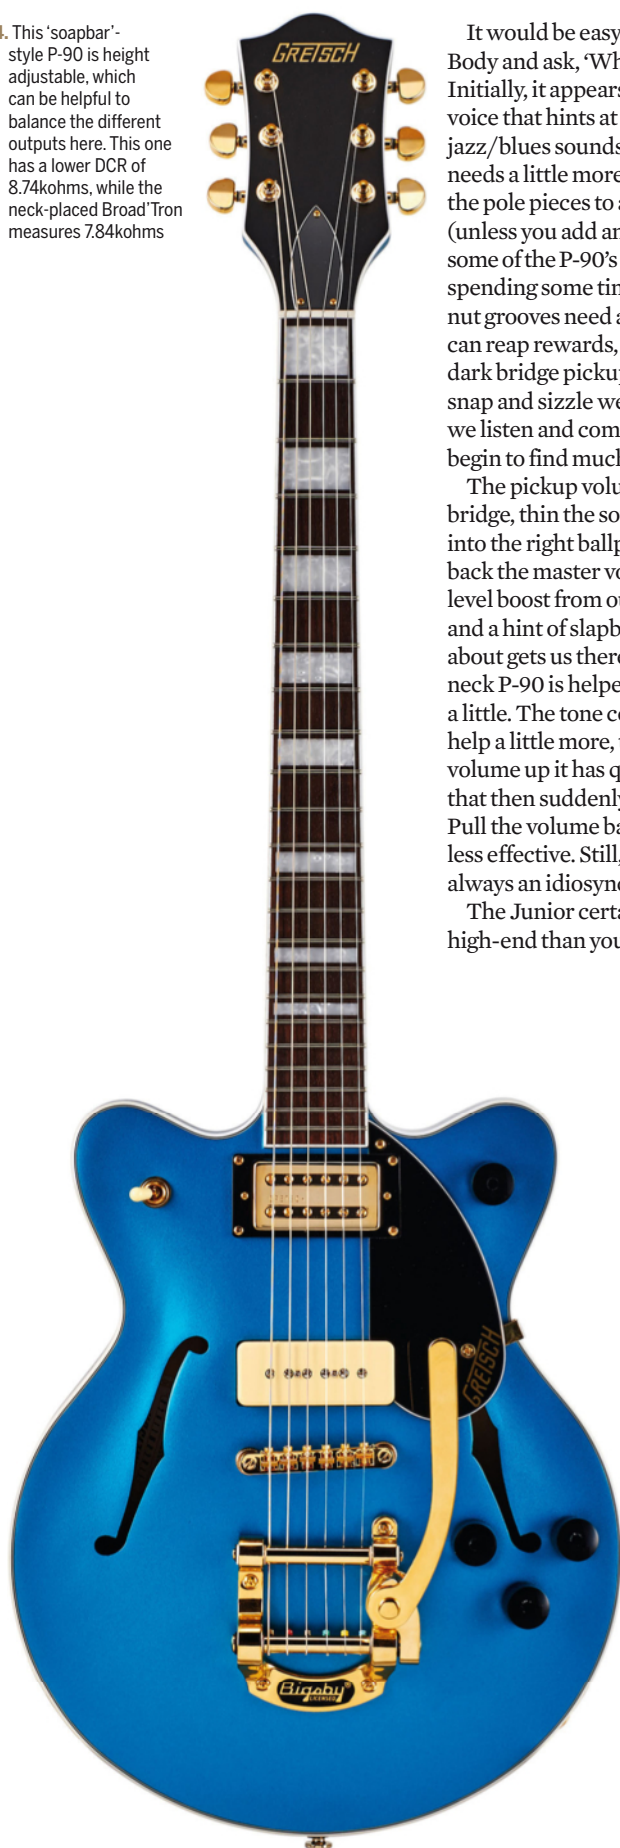 4. This ‘soapbar’-
style P-90 is height
adjustable, which
can be helpful to
balance the different
outputs here. This one
has a lower DCR of
8.74kohms, while the
neck-placed Broad’Tron
measures 7.84kohms
GRETSCH
It would be easy
Body and ask, ‘Wh
Initially, it appears
voice that hints at
jazz/blues sounds
needs a little more
the pole pieces to a
(unless you add an
some of the P-90’s
spending some tim
nut grooves need a
can reap rewards,
dark bridge pickup
snap and sizzle we
we listen and com
begin to find much
The pickup volu
bridge, thin the so
into the right ballp
back the master vo
level boost from ou
and a hint of slapb
about gets us there
neck P-90 is helpe
a little. The tone co
help a little more, t
volume up it has q
that then suddenly
Pull the volume ba
less effective. Still,
always an idiosync
The Junior certa
high-end than you
GRETSCH
Bigsby
LICENSED